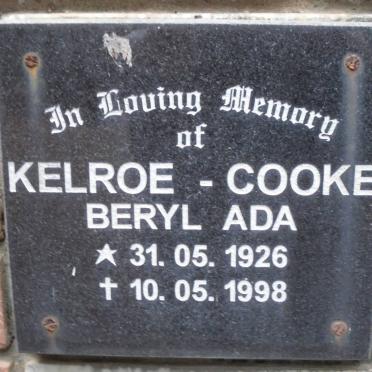 In Loving Memory
of
KELROE - COOKE
BERYL ADA
★ 31. 05. 1926
† 10. 05. 1998